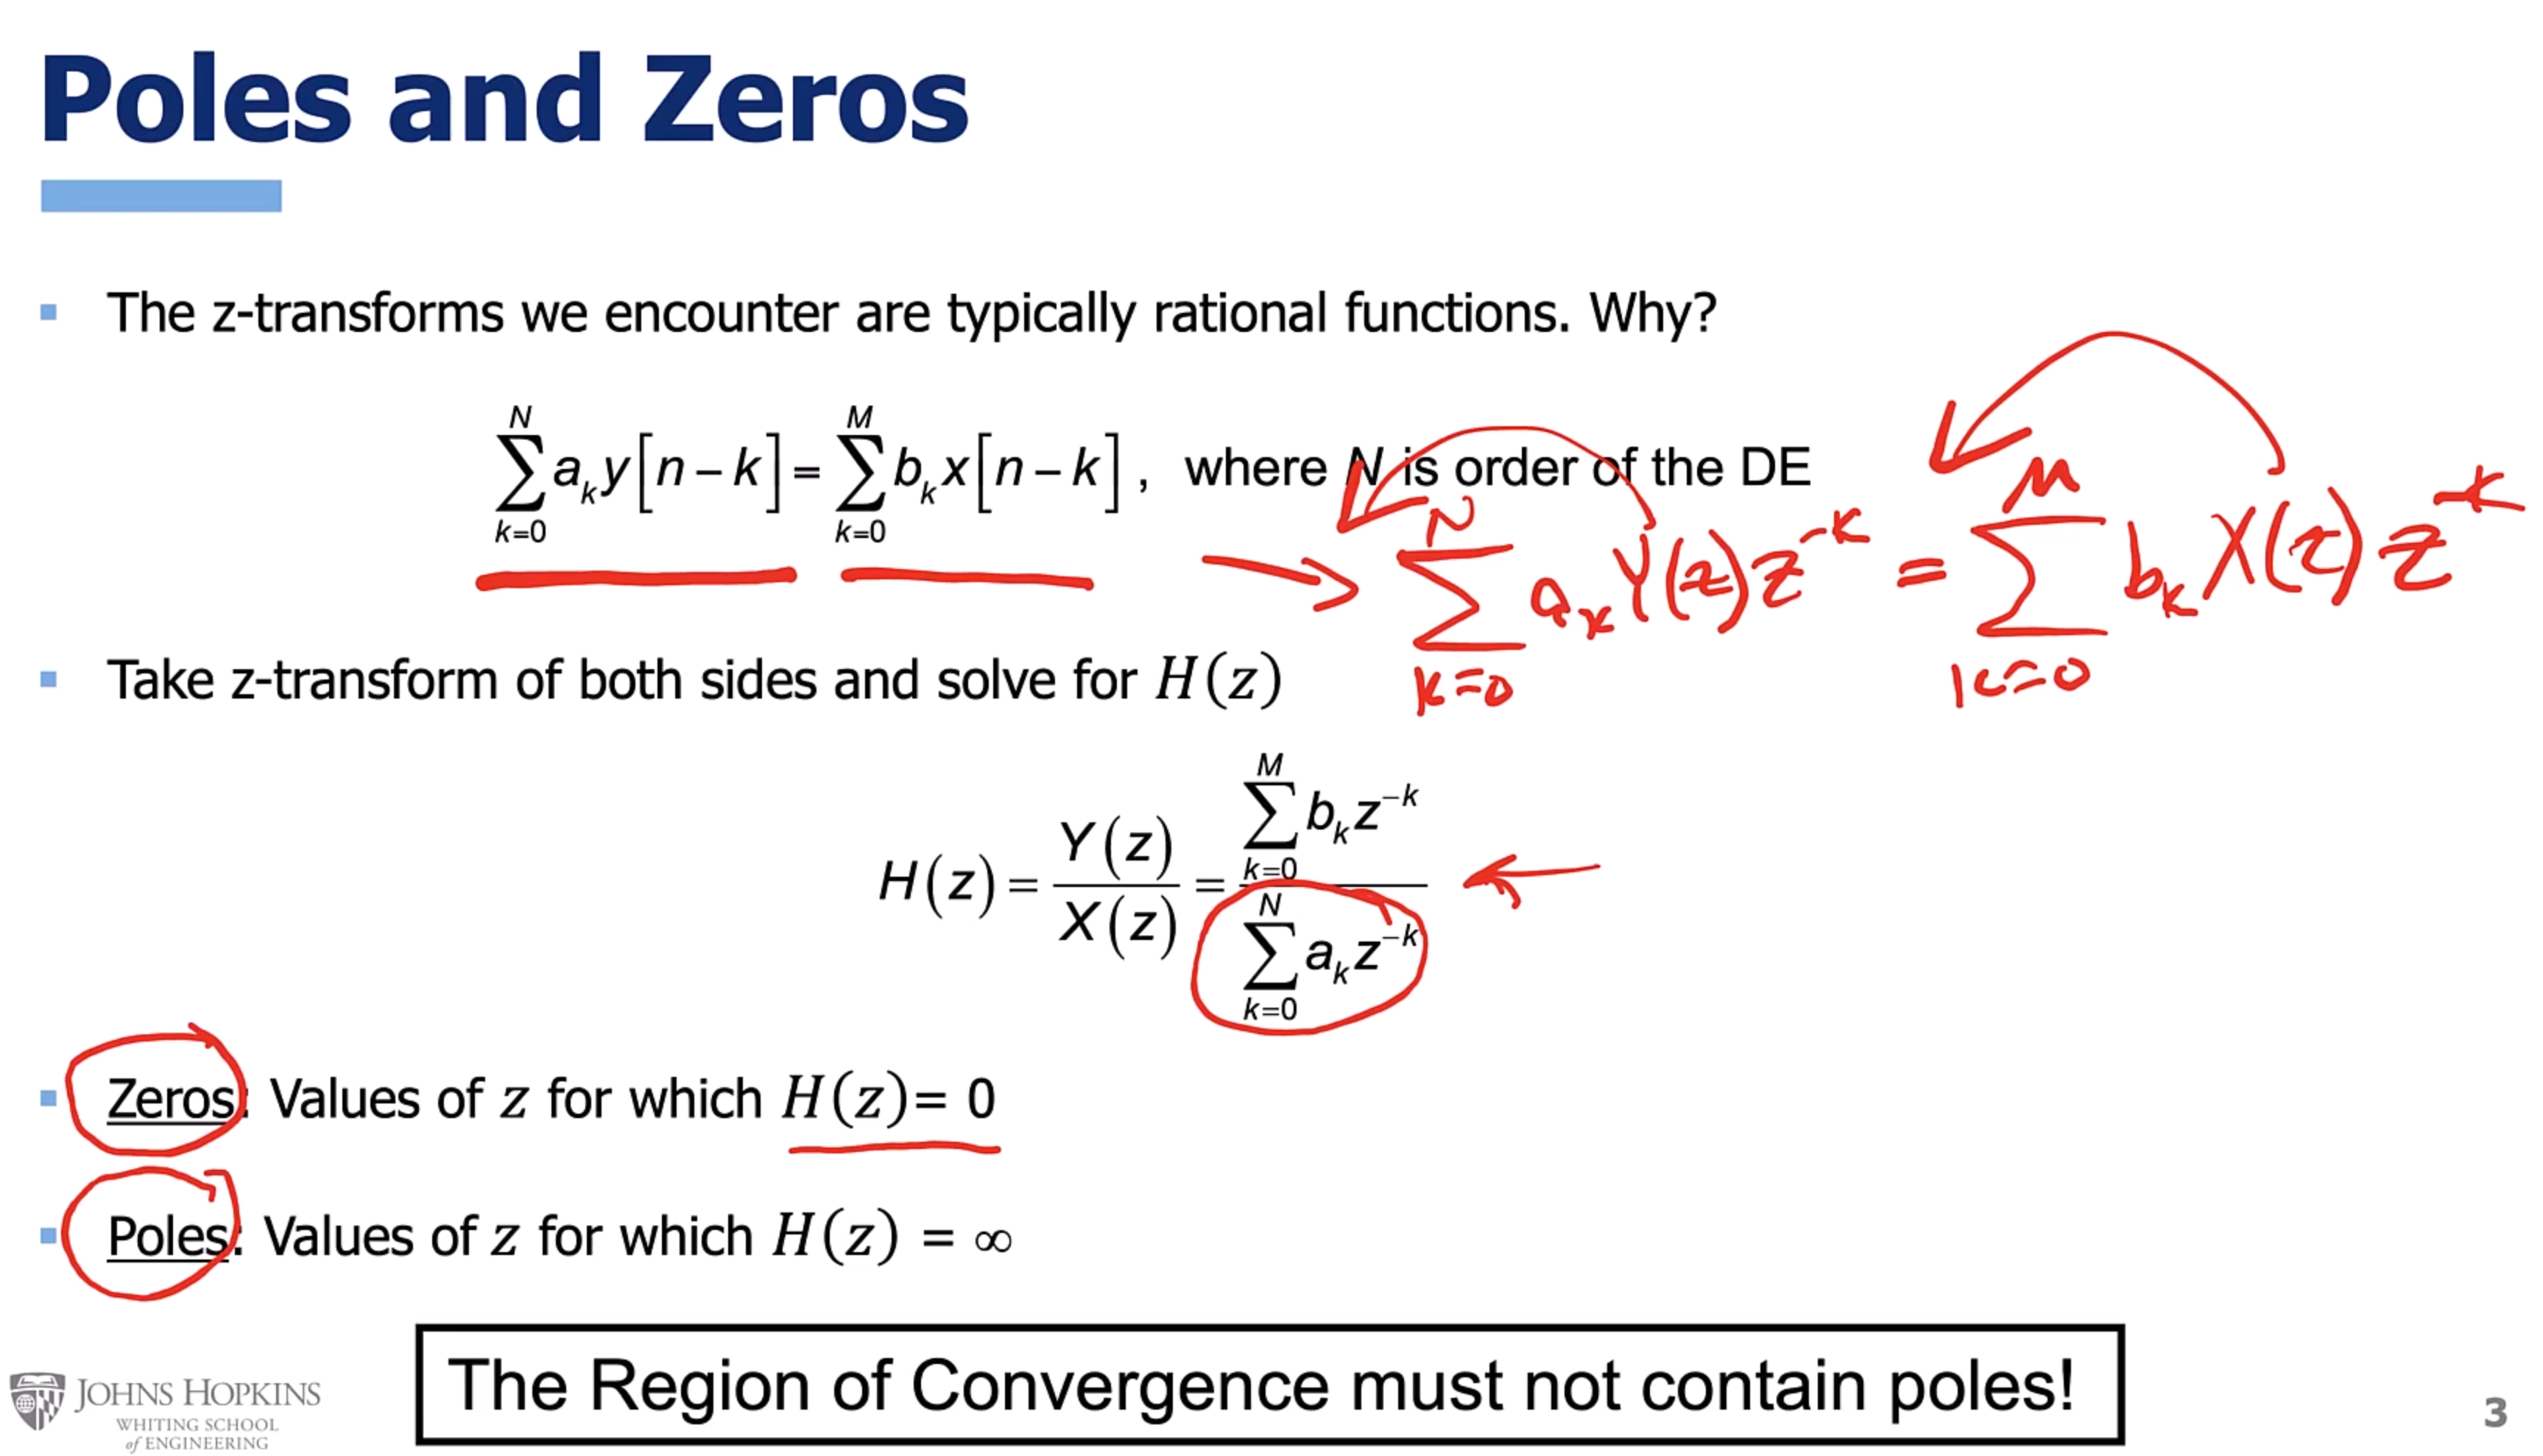 Poles and Zeros
▪ The z-transforms we encounter are typically rational functions. Why?
\sum_{k=0}^{N} a_k y[n-k] = \sum_{k=0}^{M} b_k x[n-k] , where N is order of the DE
→ \sum_{k=0}^{N} a_k Y(z) z^{-k} = \sum_{k=0}^{M} b_k X(z) z^{-k}
▪ Take z-transform of both sides and solve for H(z)
H(z) = \frac{Y(z)}{X(z)} = \frac{\sum_{k=0}^{M} b_k z^{-k}}{\sum_{k=0}^{N} a_k z^{-k}} ←
▪ Zeros: Values of z for which H(z)= 0
▪ Poles: Values of z for which H(z) = ∞
The Region of Convergence must not contain poles!
JOHNS HOPKINS
WHITING SCHOOL
of ENGINEERING
3